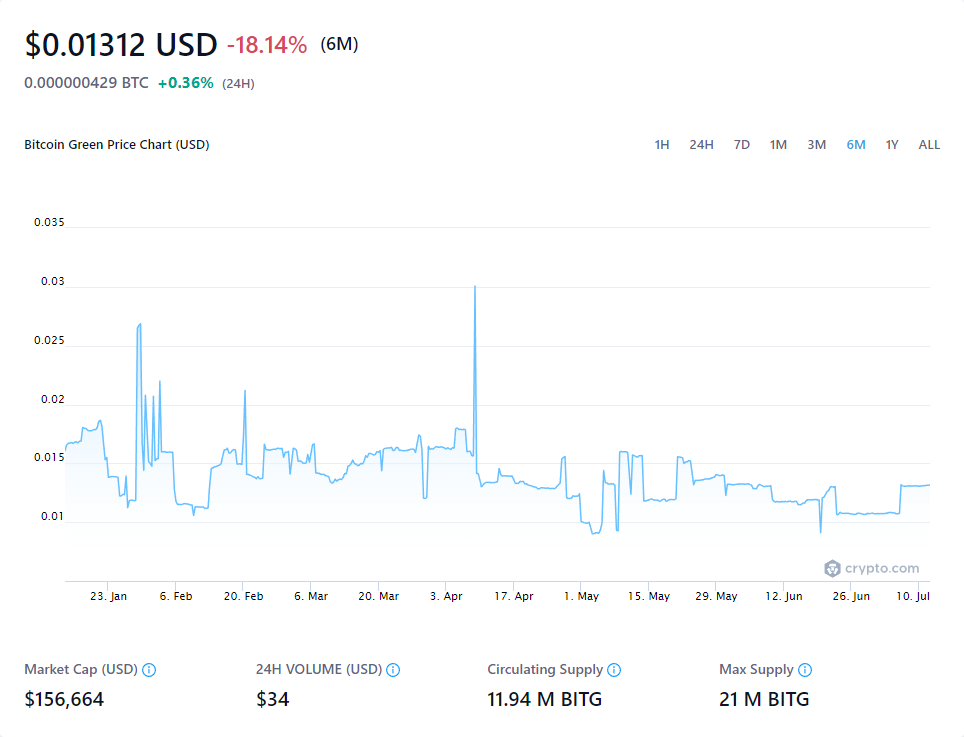 $0.01312 USD -18.14% (6M)
0.000000429 BTC +0.36% (24H)
Bitcoin Green Price Chart (USD) 1H 24H 7D 1M 3M 6M 1Y ALL
0.035
0.03
0.025
0.02
0.015
0.01
crypto.com
23. Jan 6. Feb 20. Feb 6. Mar 20. Mar 3. Apr 17. Apr 1. May 15. May 29. May 12. Jun 26. Jun 10. Jul
Market Cap (USD) 24H VOLUME (USD) Circulating Supply Max Supply
$156,664 $34 11.94 M BITG 21 M BITG